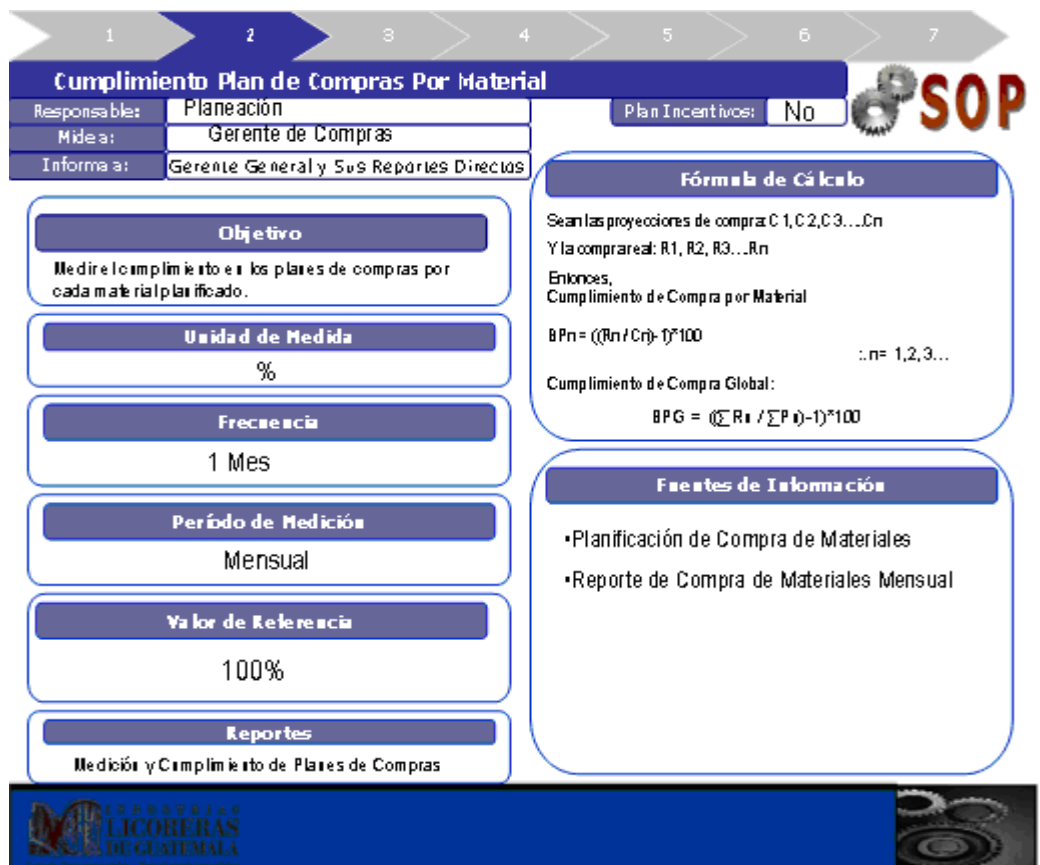 1 2 3 4 5 6 7
Cumplimiento Plan de Compras Por Material
Responsable: Planeación
Plan Incentivos: No
SOP
Mide a: Gerente de Compras
Informa a: Gerente General y Sus Reportes Directos
Objetivo
Medir el cumplimiento en los planes de compras por
cada material planificado.
Unidad de Medida
%
Frecuencia
1 Mes
Período de Medición
Mensual
Valor de Referencia
100%
Reportes
Medición y Cumplimiento de Planes de Compras
Fórmula de Cálculo
Sean las proyecciones de compra: C1, C2, C3.....Cn
Y la compra real: R1, R2, R3....Rn
Entonces,
Cumplimiento de Compra por Material
BPn = ((Rn / Cn)-1)*100
:. n= 1,2,3...
Cumplimiento de Compra Global:
BPG = ((∑Rn / ∑Pn)-1)*100
Fuentes de Información
•Planificación de Compra de Materiales
•Reporte de Compra de Materiales Mensual
LICORERAS
DE GUATEMALA